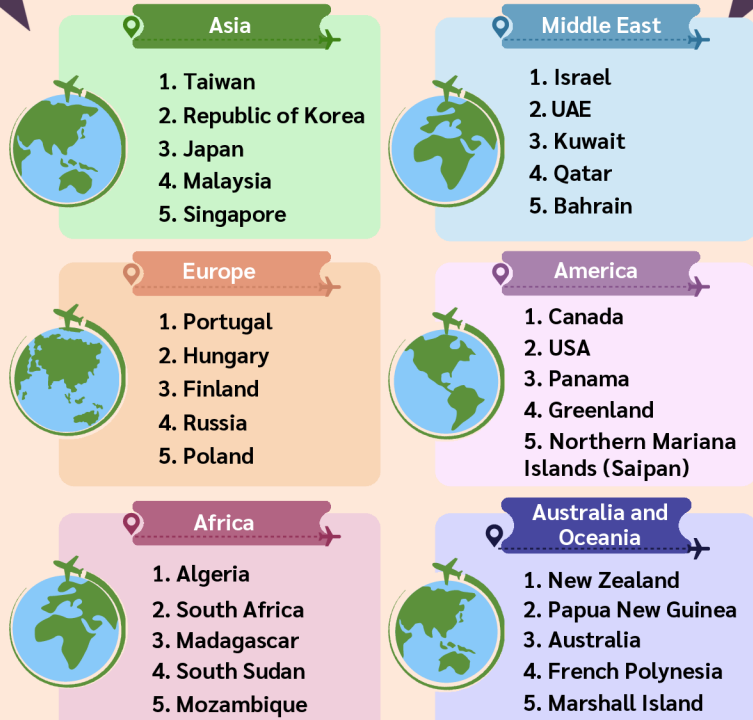 Asia
1. Taiwan
2. Republic of Korea
3. Japan
4. Malaysia
5. Singapore
Middle East
1. Israel
2. UAE
3. Kuwait
4. Qatar
5. Bahrain
Europe
1. Portugal
2. Hungary
3. Finland
4. Russia
5. Poland
America
1. Canada
2. USA
3. Panama
4. Greenland
5. Northern Mariana
Islands (Saipan)
Africa
1. Algeria
2. South Africa
3. Madagascar
4. South Sudan
5. Mozambique
Australia and
Oceania
1. New Zealand
2. Papua New Guinea
3. Australia
4. French Polynesia
5. Marshall Island